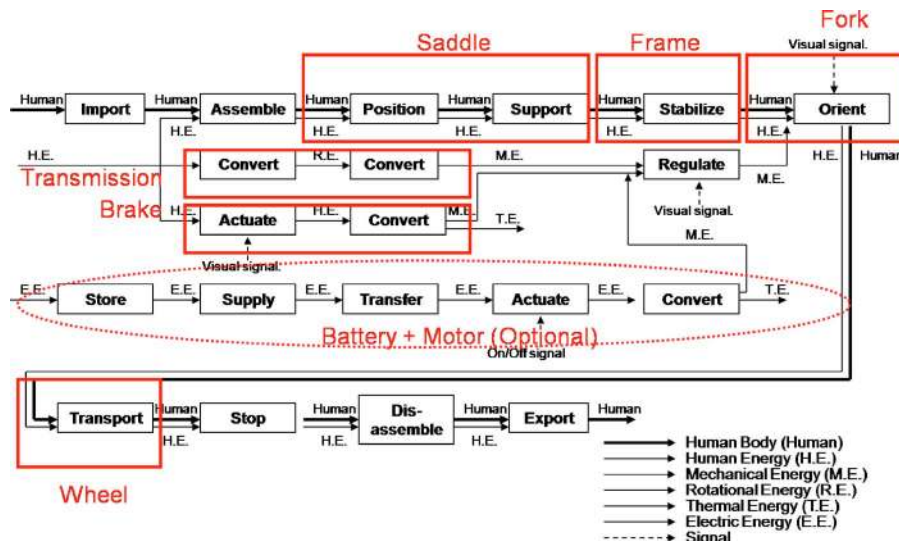 Fork
Saddle
Frame
Visual signal.
Human Human Human Human Human Human Human
Import Assemble Position Support Stabilize Orient
H.E. H.E. H.E. H.E. H.E. H.E. H.E.
Human
H.E. R.E. M.E.
Convert Convert Regulate
Transmission
M.E.
Brake
H.E. H.E. M.E.
Actuate Convert
Visual signal.
T.E.
M.E.
Visual signal.
E.E. E.E. E.E. E.E. E.E. T.E.
Store Supply Transfer Actuate Convert
Battery + Motor (Optional)
On/Off signal
Human Human Human Human
Transport Stop Dis-
assemble Export
H.E. H.E. H.E.
Wheel
Human Body (Human)
Human Energy (H.E.)
Mechanical Energy (M.E.)
Rotational Energy (R.E.)
Thermal Energy (T.E.)
Electric Energy (E.E.)
Signal